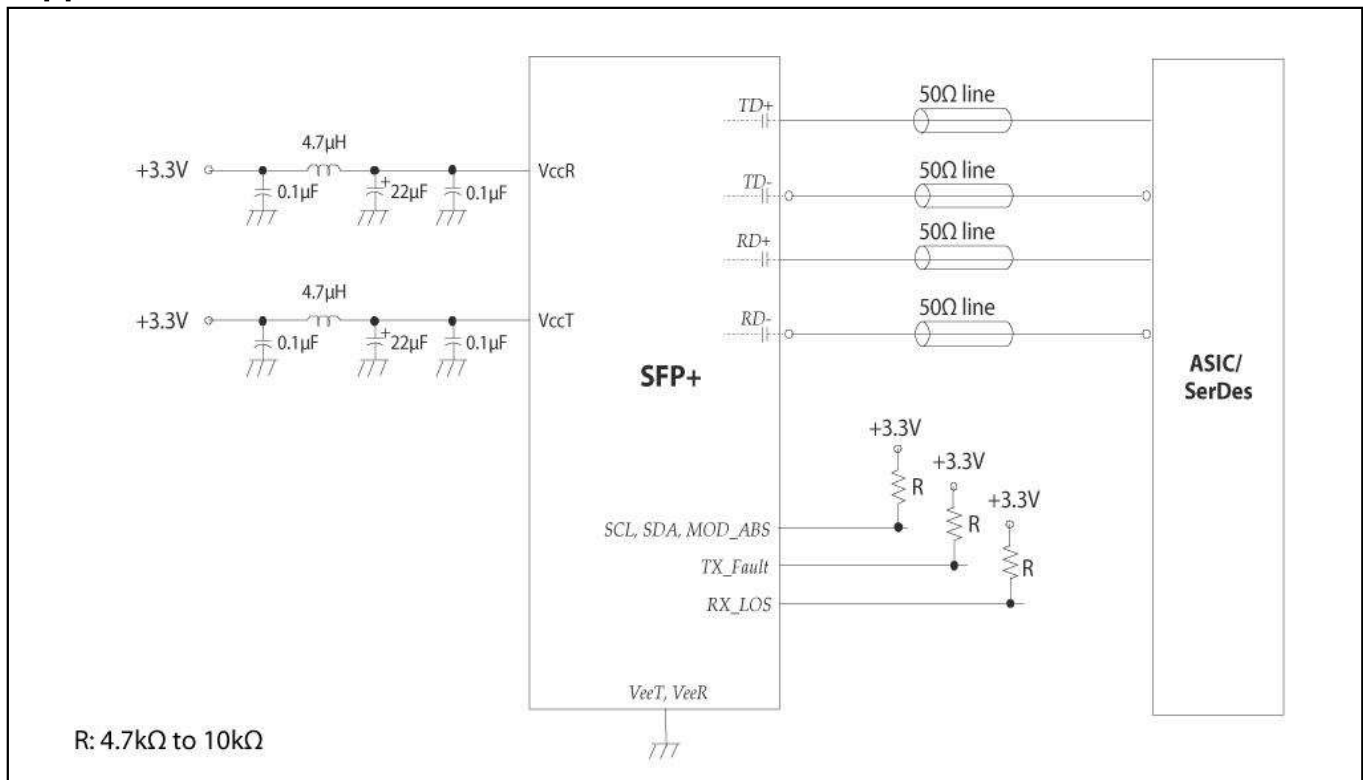 TD+
50Ω line
4.7μH
+3.3V
VccR
0.1μF
+
22μF
0.1μF
TD-
50Ω line
RD+
50Ω line
4.7μH
+3.3V
VccT
0.1μF
+
22μF
0.1μF
RD-
50Ω line
SFP+
ASIC/
SerDes
+3.3V
R
+3.3V
R
+3.3V
R
SCL, SDA, MOD_ABS
TX_Fault
RX_LOS
VeeT, VeeR
R: 4.7kΩ to 10kΩ